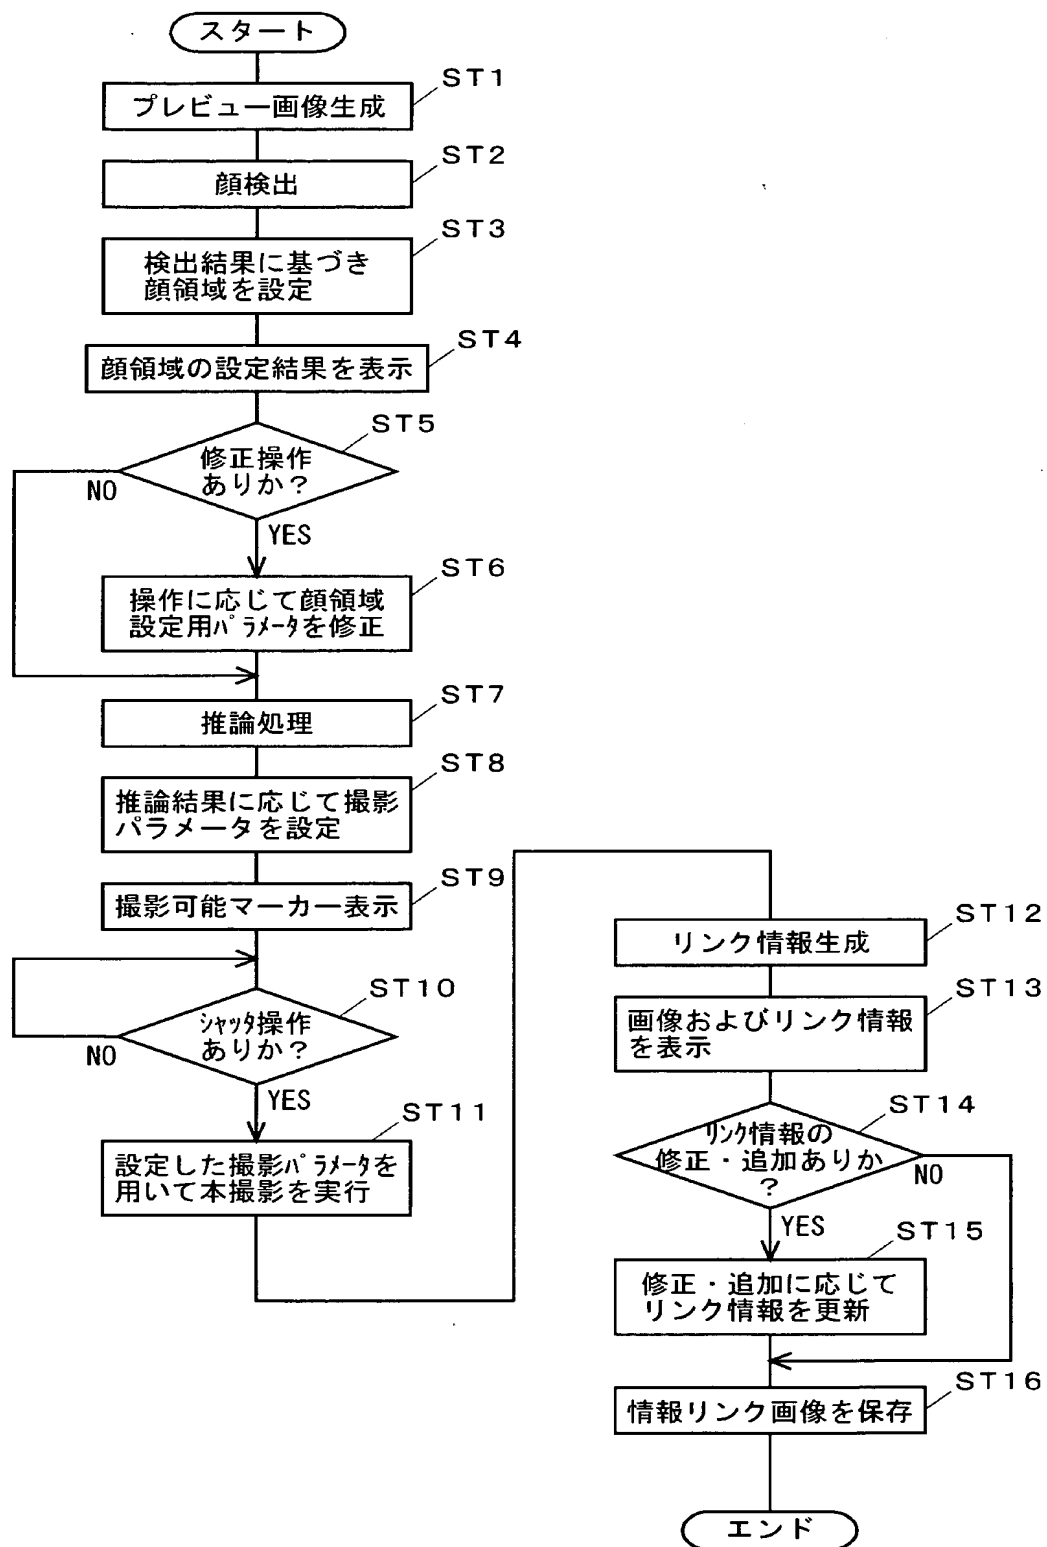 スタート
ST1
プレビュー画像生成
ST2
顔検出
ST3
検出結果に基づき
顔領域を設定
ST4
顔領域の設定結果を表示
ST5
修正操作
ありか？
NO
YES
ST6
操作に応じて顔領域
設定用ﾊﾟﾗﾒｰﾀを修正
ST7
推論処理
ST8
推論結果に応じて撮影
パラメータを設定
ST9
撮影可能マーカー表示
ST10
ｼｬｯﾀ操作
ありか？
NO
YES
ST11
設定した撮影ﾊﾟﾗﾒｰﾀを
用いて本撮影を実行
ST12
リンク情報生成
ST13
画像およびリンク情報
を表示
ST14
ﾘﾝｸ情報の
修正・追加ありか
？
NO
YES
ST15
修正・追加に応じて
リンク情報を更新
ST16
情報リンク画像を保存
エンド